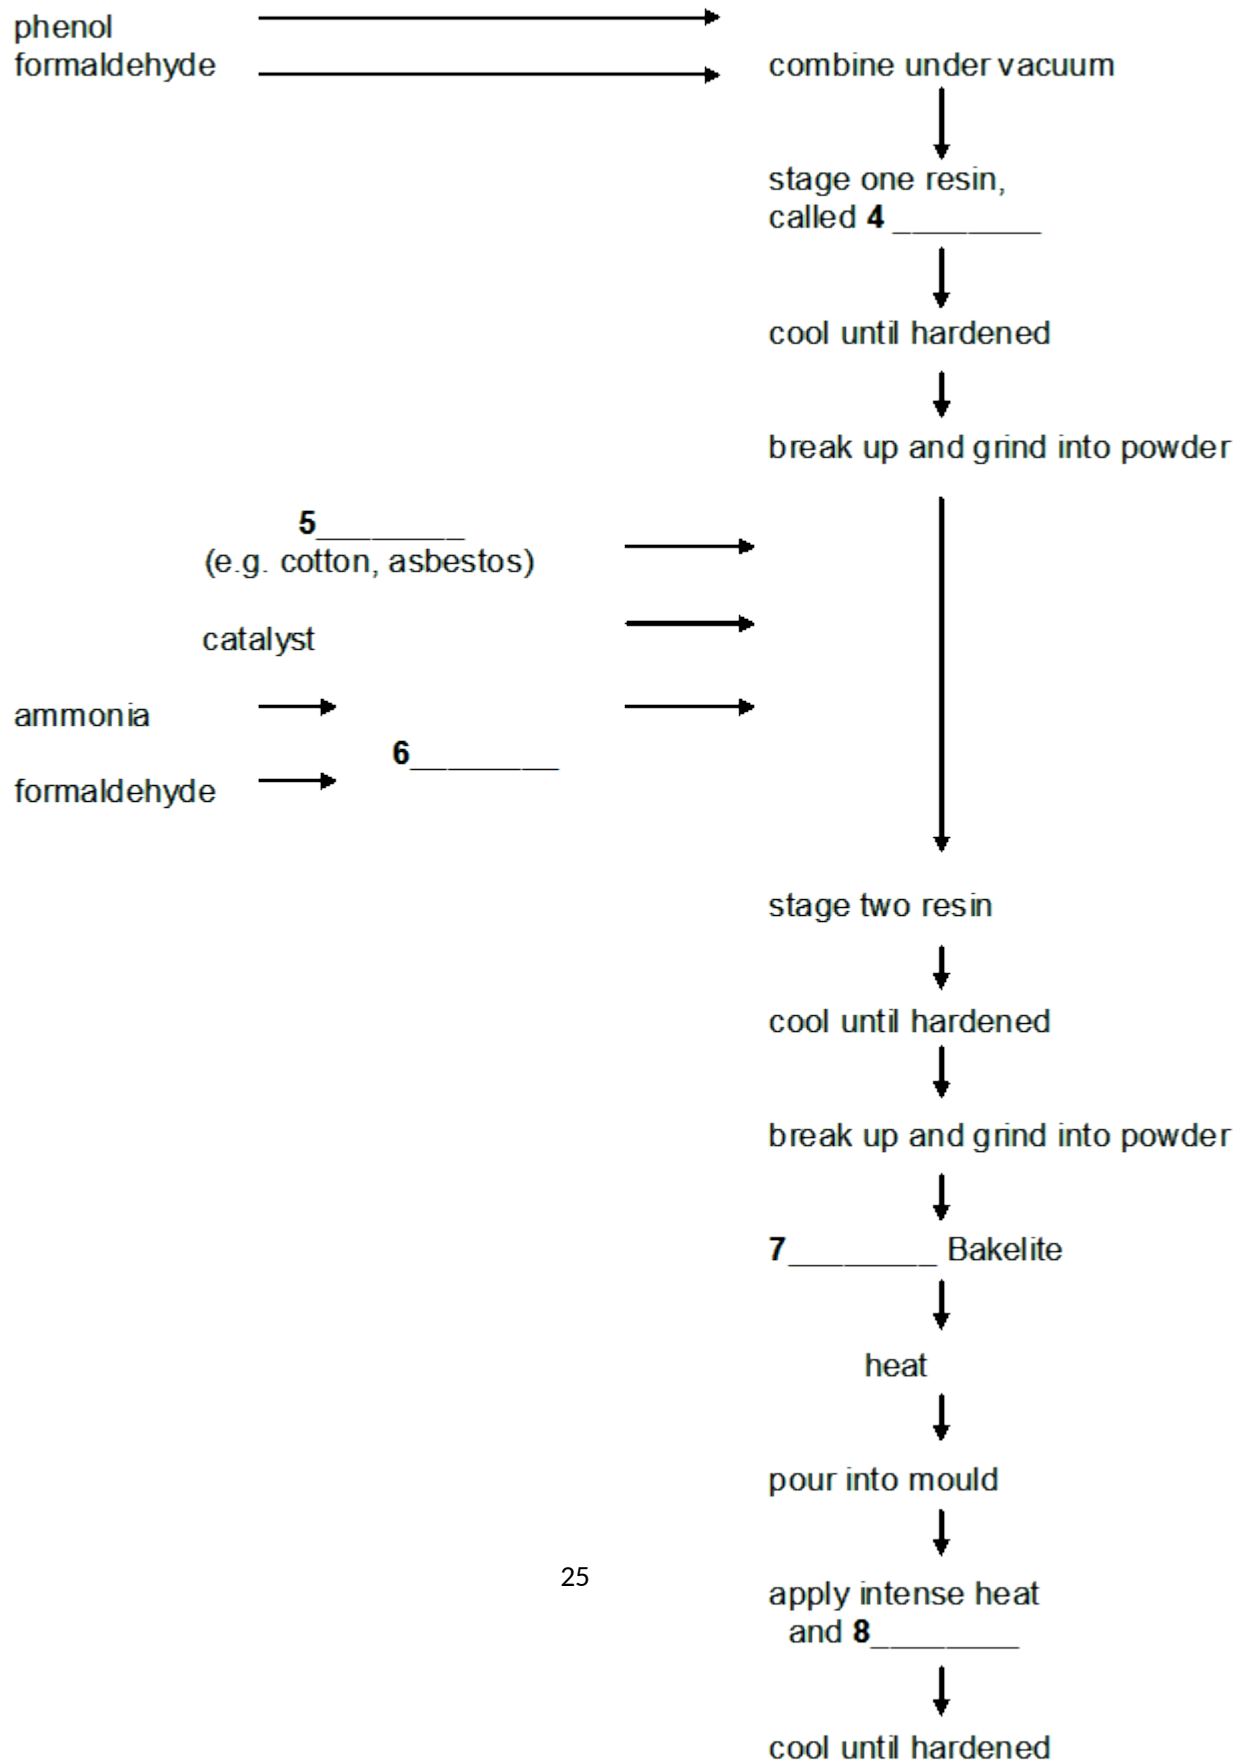 phenol
formaldehyde
combine under vacuum
stage one resin,
called 4 ________
cool until hardened
break up and grind into powder
5________
(e.g. cotton, asbestos)
catalyst
ammonia
6________
formaldehyde
stage two resin
cool until hardened
break up and grind into powder
7________ Bakelite
heat
pour into mould
25
apply intense heat
and 8________
cool until hardened